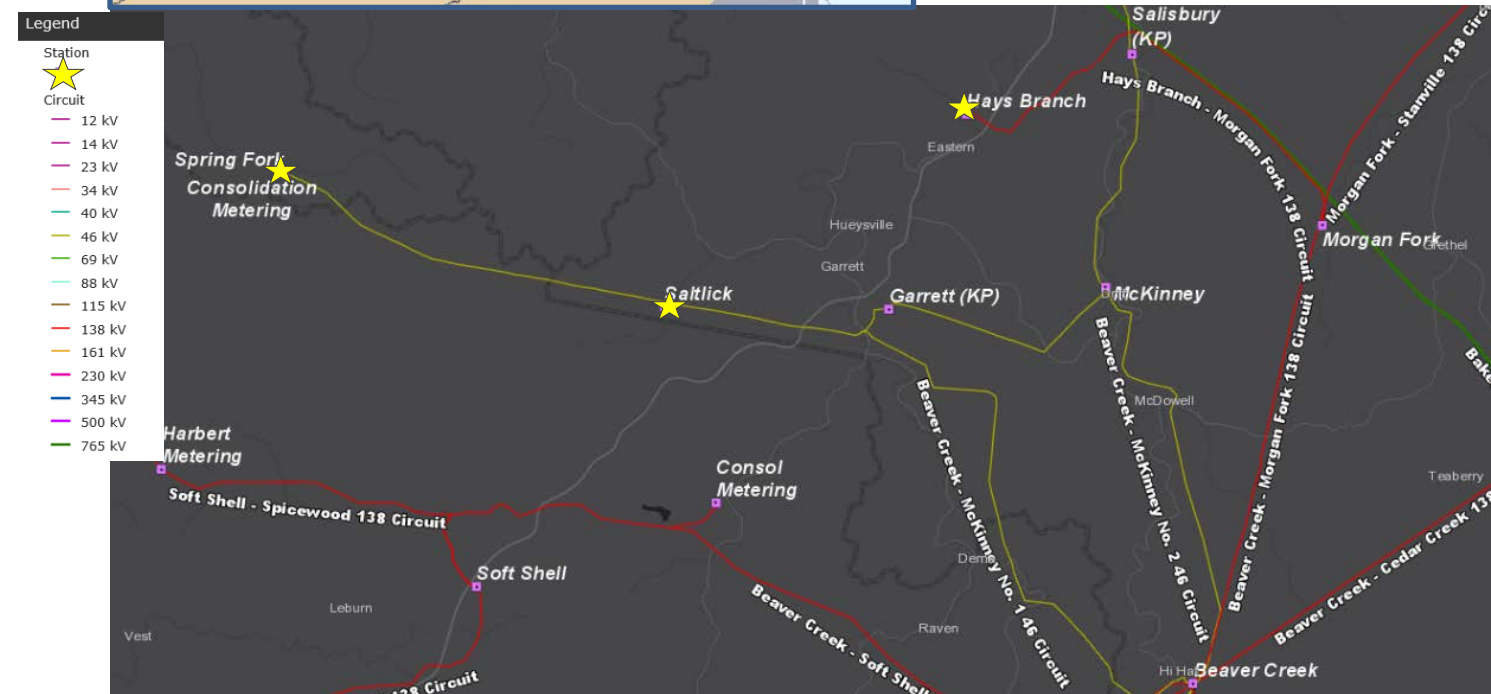 Legend
Station
Circuit
12 kV
14 kV
23 kV
34 kV
40 kV
46 kV
69 kV
88 kV
115 kV
138 kV
161 kV
230 kV
345 kV
500 kV
765 kV
Salisbury
(KP)
Hays Branch
Eastern
Hays Branch - Morgan Fork 138 Circuit
Morgan Fork - Stanville 138 Circ
Spring Fork
Consolidation
Metering
Hueysville
Garrett
Morgan Fork
Grethel
Saltlick
Garrett (KP)
McKinney
Beaver Creek - McKinney No. 1 46 Circuit
Beaver Creek - McKinney No. 2 46 Circuit
Beaver Creek - Morgan Fork 138 Circuit
Bake
McDowell
Harbert
Metering
Consol
Metering
Teaberry
Soft Shell - Spicewood 138 Circuit
Soft Shell
Leburn
Vest
Raven
Beaver Creek - Soft Shell
Beaver Creek - Cedar Creek 138
Hi Ha
Beaver Creek
138 Circuit